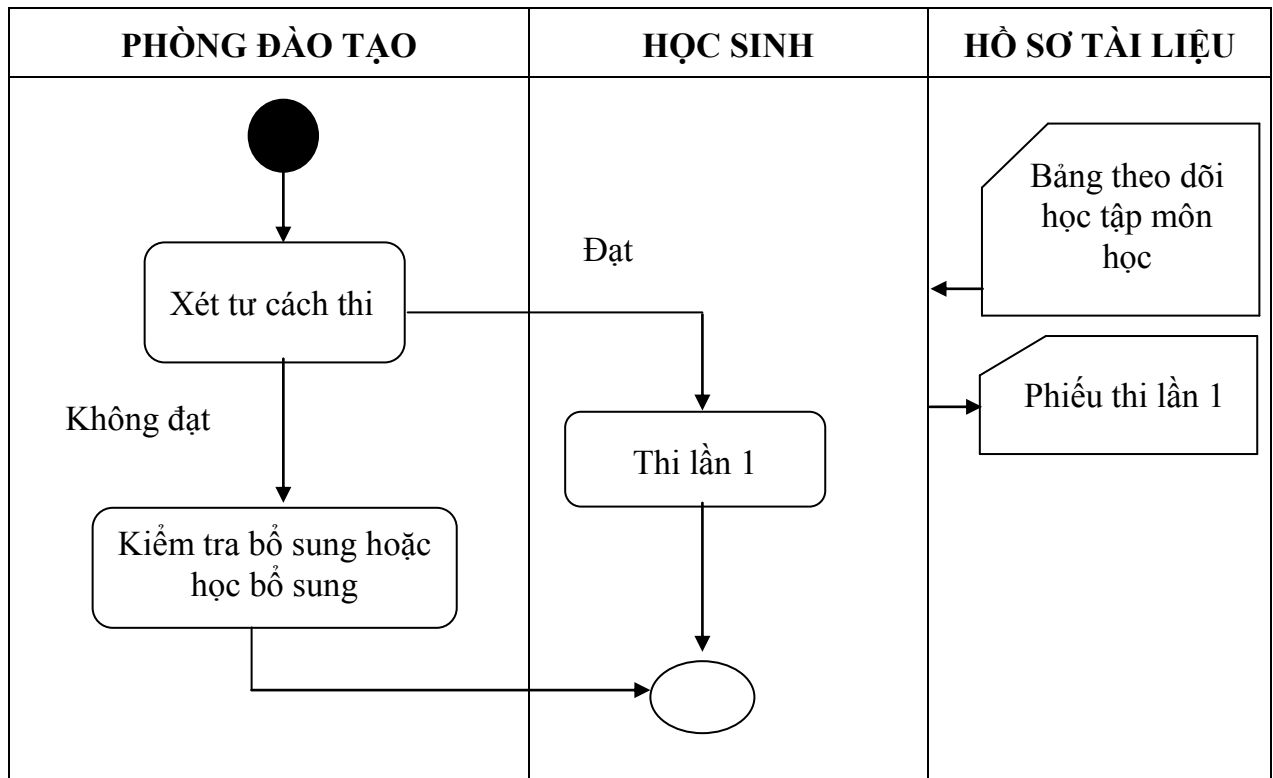 PHÒNG ĐÀO TẠO
HỌC SINH
HỒ SƠ TÀI LIỆU
Xét tư cách thi
Đạt
Không đạt
Kiểm tra bổ sung hoặc
học bổ sung
Thi lần 1
Bảng theo dõi
học tập môn
học
Phiếu thi lần 1